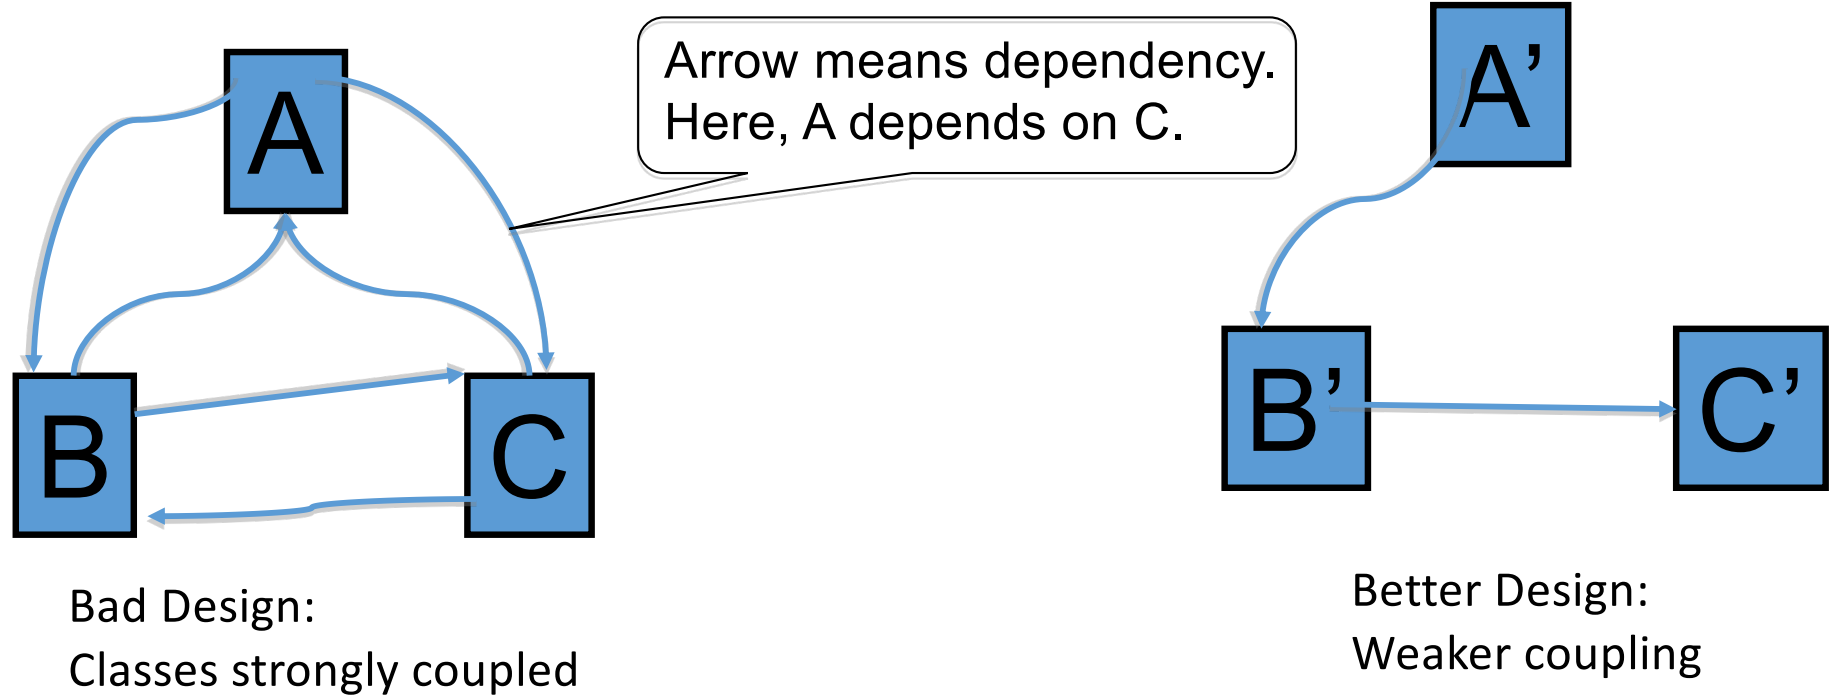 A
Arrow means dependency.
Here, A depends on C.
B
C
Bad Design:
Classes strongly coupled
A’
B’
C’
Better Design:
Weaker coupling